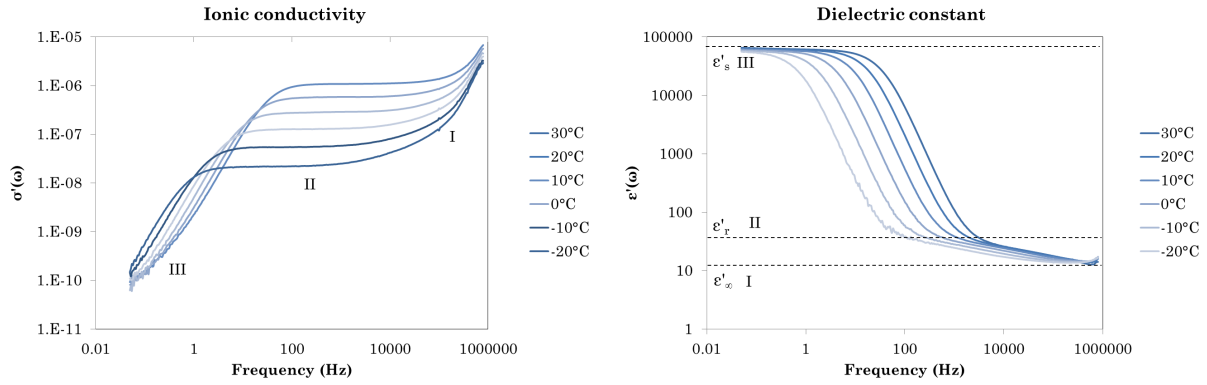 Ionic conductivity
1.E-05
1.E-06
1.E-07
1.E-08
1.E-09
1.E-10
1.E-11
σ'(ω)
I
II
III
0.01
1
100
10000
1000000
Frequency (Hz)
30°C
20°C
10°C
0°C
-10°C
-20°C
Dielectric constant
100000
10000
1000
100
10
1
ε'(ω)
ε's III
ε'r II
ε'∞ I
0.01
1
100
10000
1000000
Frequency (Hz)
30°C
20°C
10°C
0°C
-10°C
-20°C